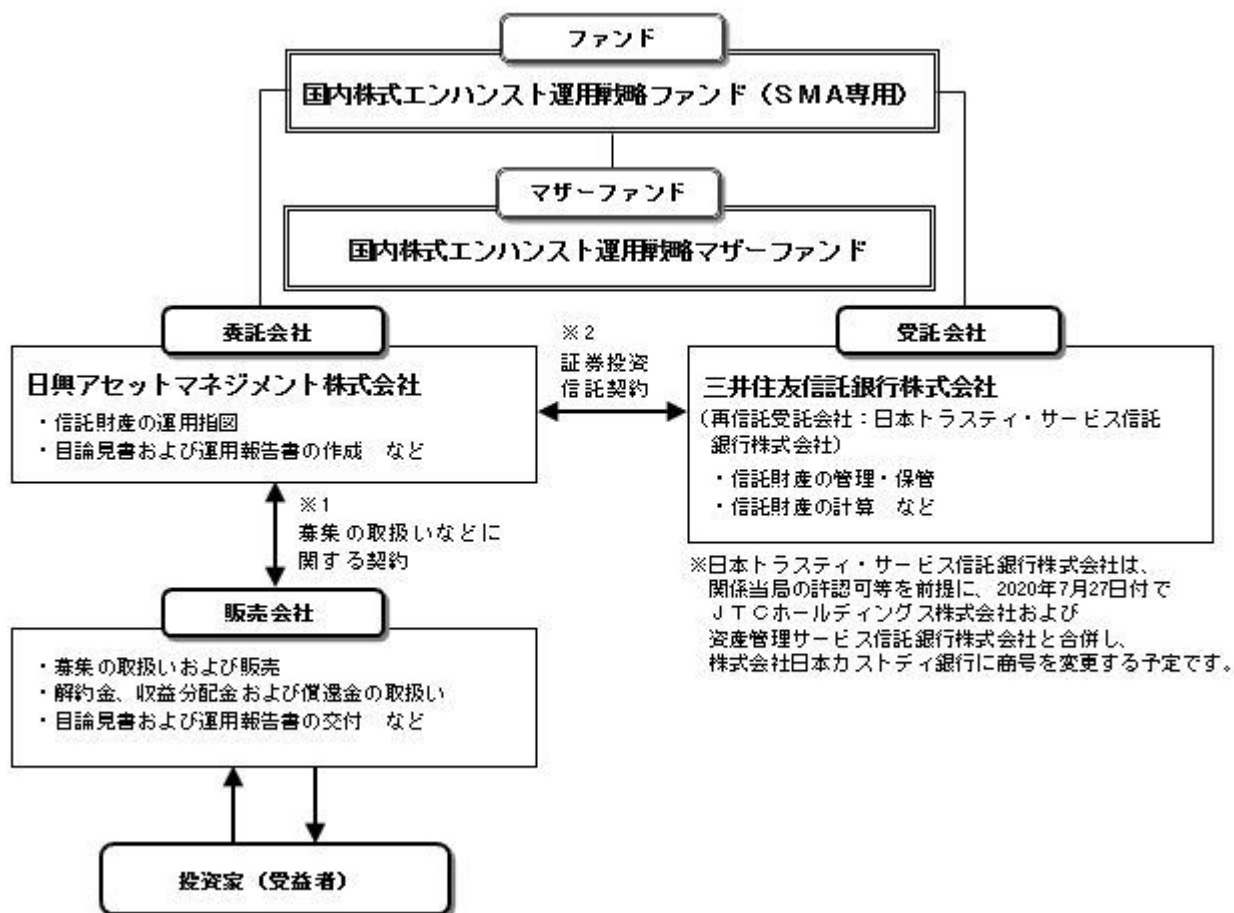 ファンド
国内株式エンハンスト運用戦略ファンド（ＳＭＡ専用）
マザーファンド
国内株式エンハンスト運用戦略マザーファンド
委託会社
日興アセットマネジメント株式会社
・信託財産の運用指図
・目論見書および運用報告書の作成　など
※２
証券投資
信託契約
受託会社
三井住友信託銀行株式会社
（再信託受託会社：日本トラスティ・サービス信託
銀行株式会社）
・信託財産の管理・保管
・信託財産の計算　など
※１
募集の取扱いなどに
関する契約
※日本トラスティ・サービス信託銀行株式会社は、
関係当局の許認可等を前提に、2020年7月27日付で
ＪＴＣホールディングス株式会社および
資産管理サービス信託銀行株式会社と合併し、
株式会社日本カストディ銀行に商号を変更する予定です。
販売会社
・募集の取扱いおよび販売
・解約金、収益分配金および償還金の取扱い
・目論見書および運用報告書の交付　など
投資家（受益者）